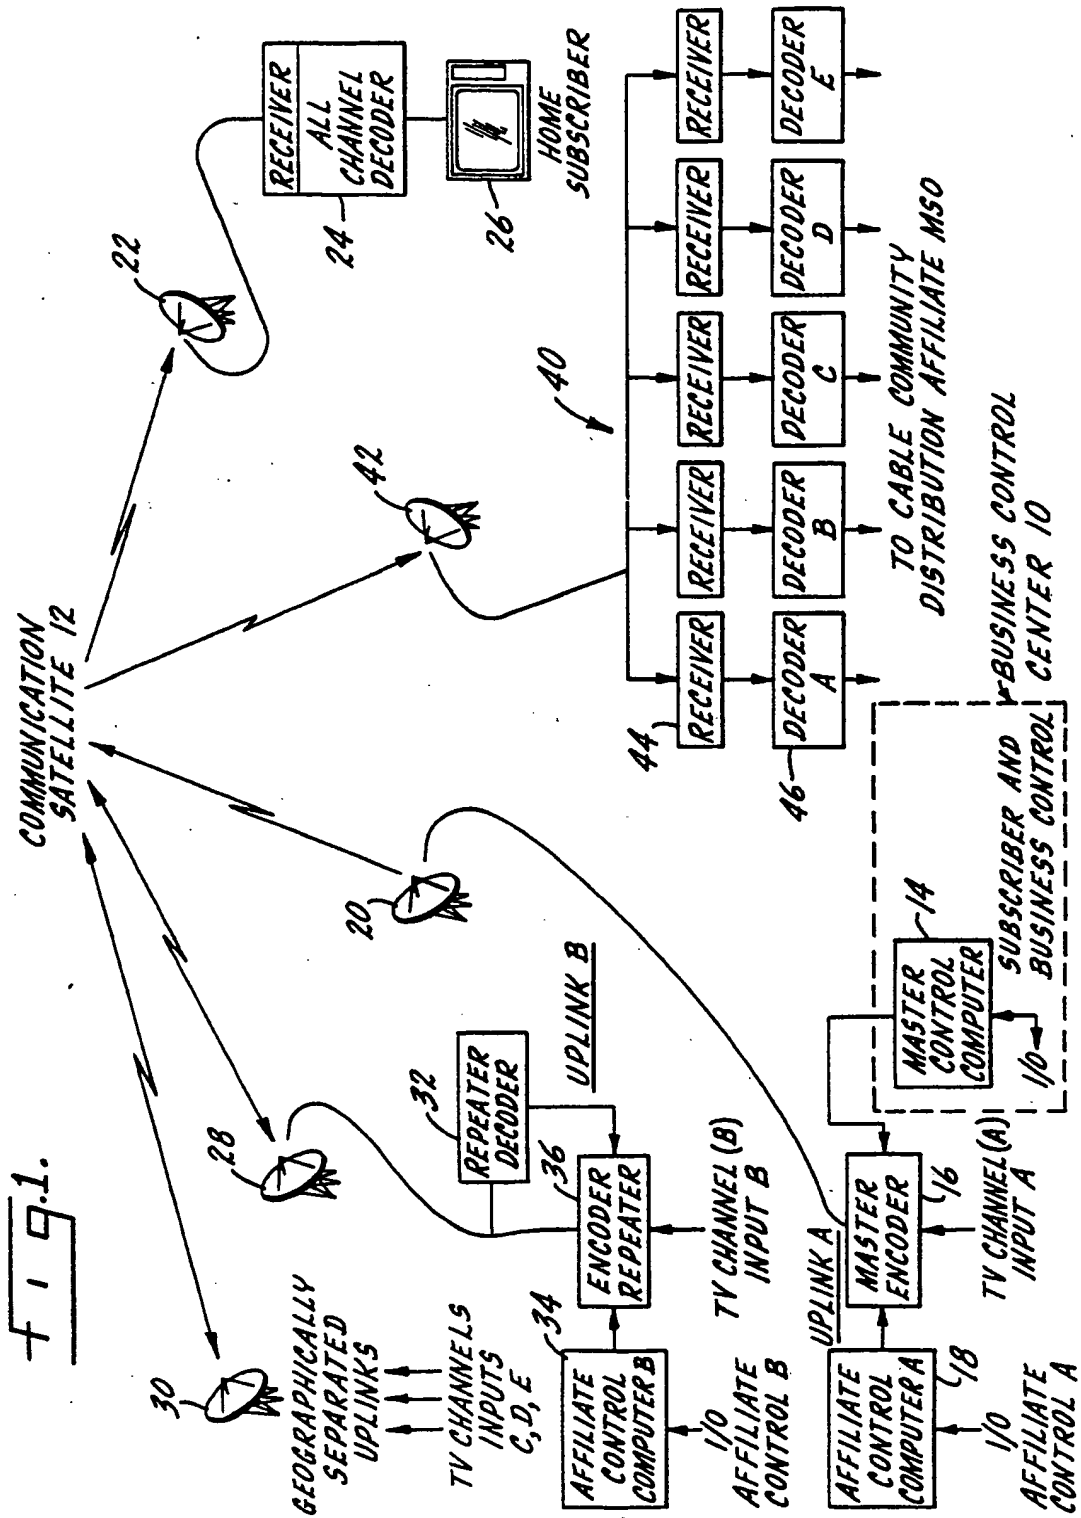 Fig.1.
COMMUNICATION
SATELLITE 12
30
28
20
42
22
GEOGRAPHICALLY
SEPARATED
UPLINKS
TV CHANNELS
INPUTS
C, D, E
32
REPEATER
DECODER
UPLINK B
34
AFFILIATE
CONTROL
COMPUTER B
36
ENCODER
REPEATER
I/O
AFFILIATE
CONTROL B
TV CHANNEL (B)
INPUT B
UPLINK A
AFFILIATE
CONTROL
COMPUTER A
18
MASTER
ENCODER
16
I/O
AFFILIATE
CONTROL A
TV CHANNEL (A)
INPUT A
MASTER
CONTROL
COMPUTER
14
I/O
SUBSCRIBER AND
BUSINESS CONTROL
BUSINESS CONTROL
CENTER 10
RECEIVER
ALL
CHANNEL
DECODER
24
26
HOME
SUBSCRIBER
40
44
RECEIVER
RECEIVER
RECEIVER
RECEIVER
RECEIVER
46
DECODER
A
DECODER
B
DECODER
C
DECODER
D
DECODER
E
TO CABLE COMMUNITY
DISTRIBUTION AFFILIATE MSO